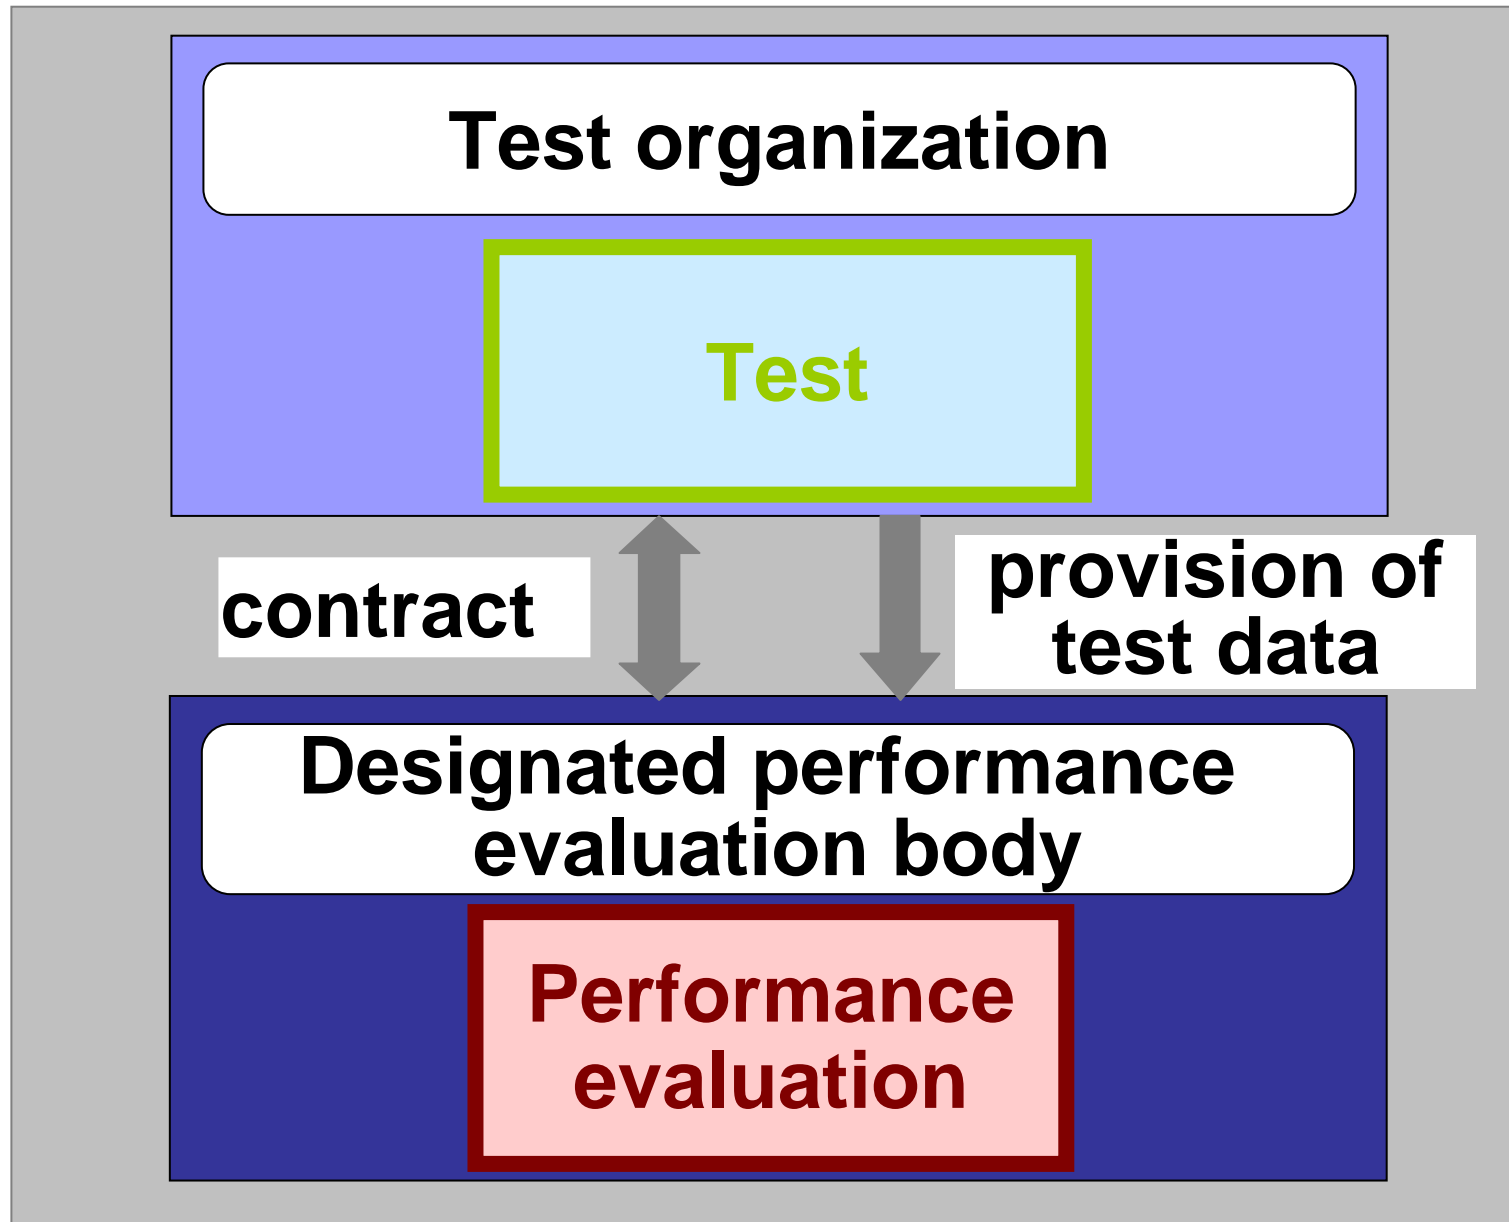 Test organization
Test
contract
provision of
test data
Designated performance
evaluation body
Performance
evaluation